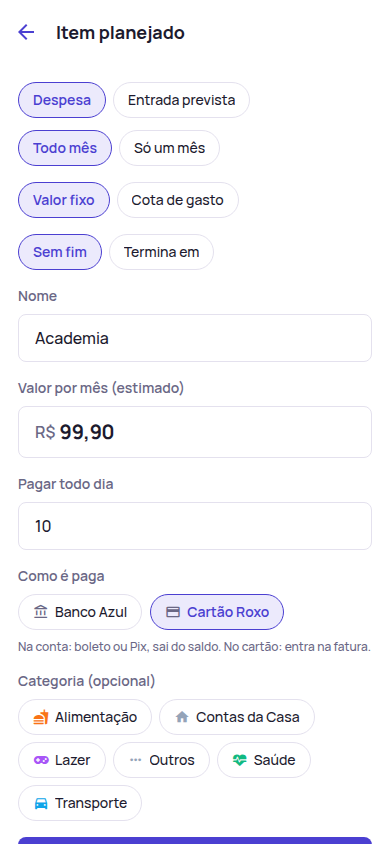 Item planejado
Despesa Entrada prevista
Todo mês Só um mês
Valor fixo Cota de gasto
Sem fim Termina em
Nome
Academia
Valor por mês (estimado)
R$ 99,90
Pagar todo dia
10
Como é paga
Banco Azul Cartão Roxo
Na conta: boleto ou Pix, sai do saldo. No cartão: entra na fatura.
Categoria (opcional)
Alimentação Contas da Casa
Lazer Outros Saúde
Transporte